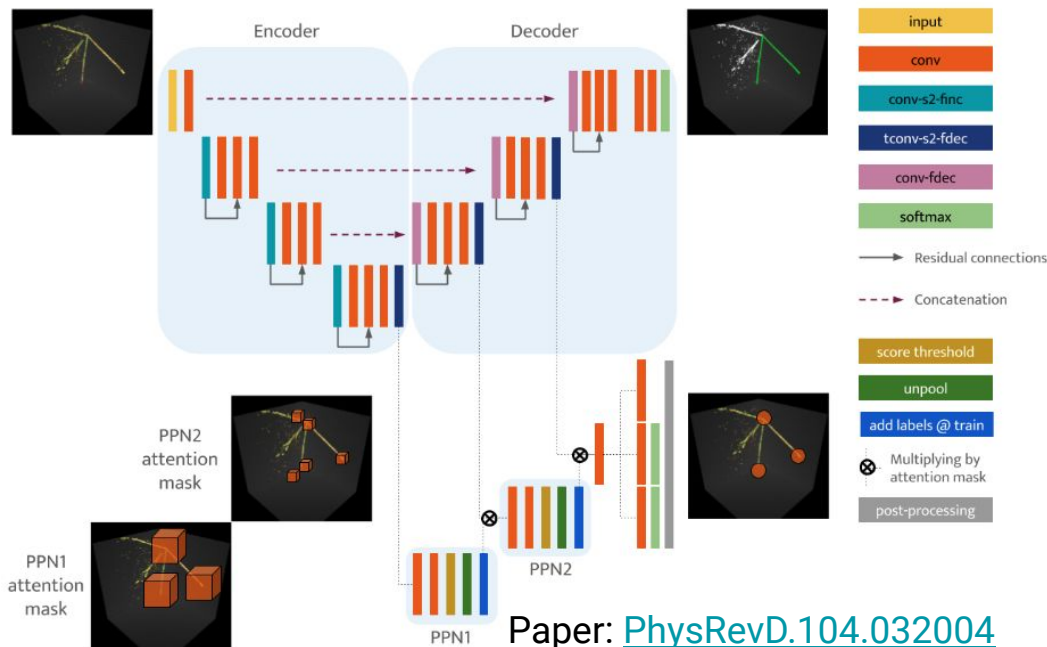 Encoder
Decoder
input
conv
conv-s2-finc
tconv-s2-fdec
conv-fdec
softmax
Residual connections
Concatenation
score threshold
unpool
add labels @ train
Multiplying by
attention mask
post-processing
PPN2
attention
mask
PPN1
attention
mask
PPN2
PPN1
Paper: PhysRevD.104.032004